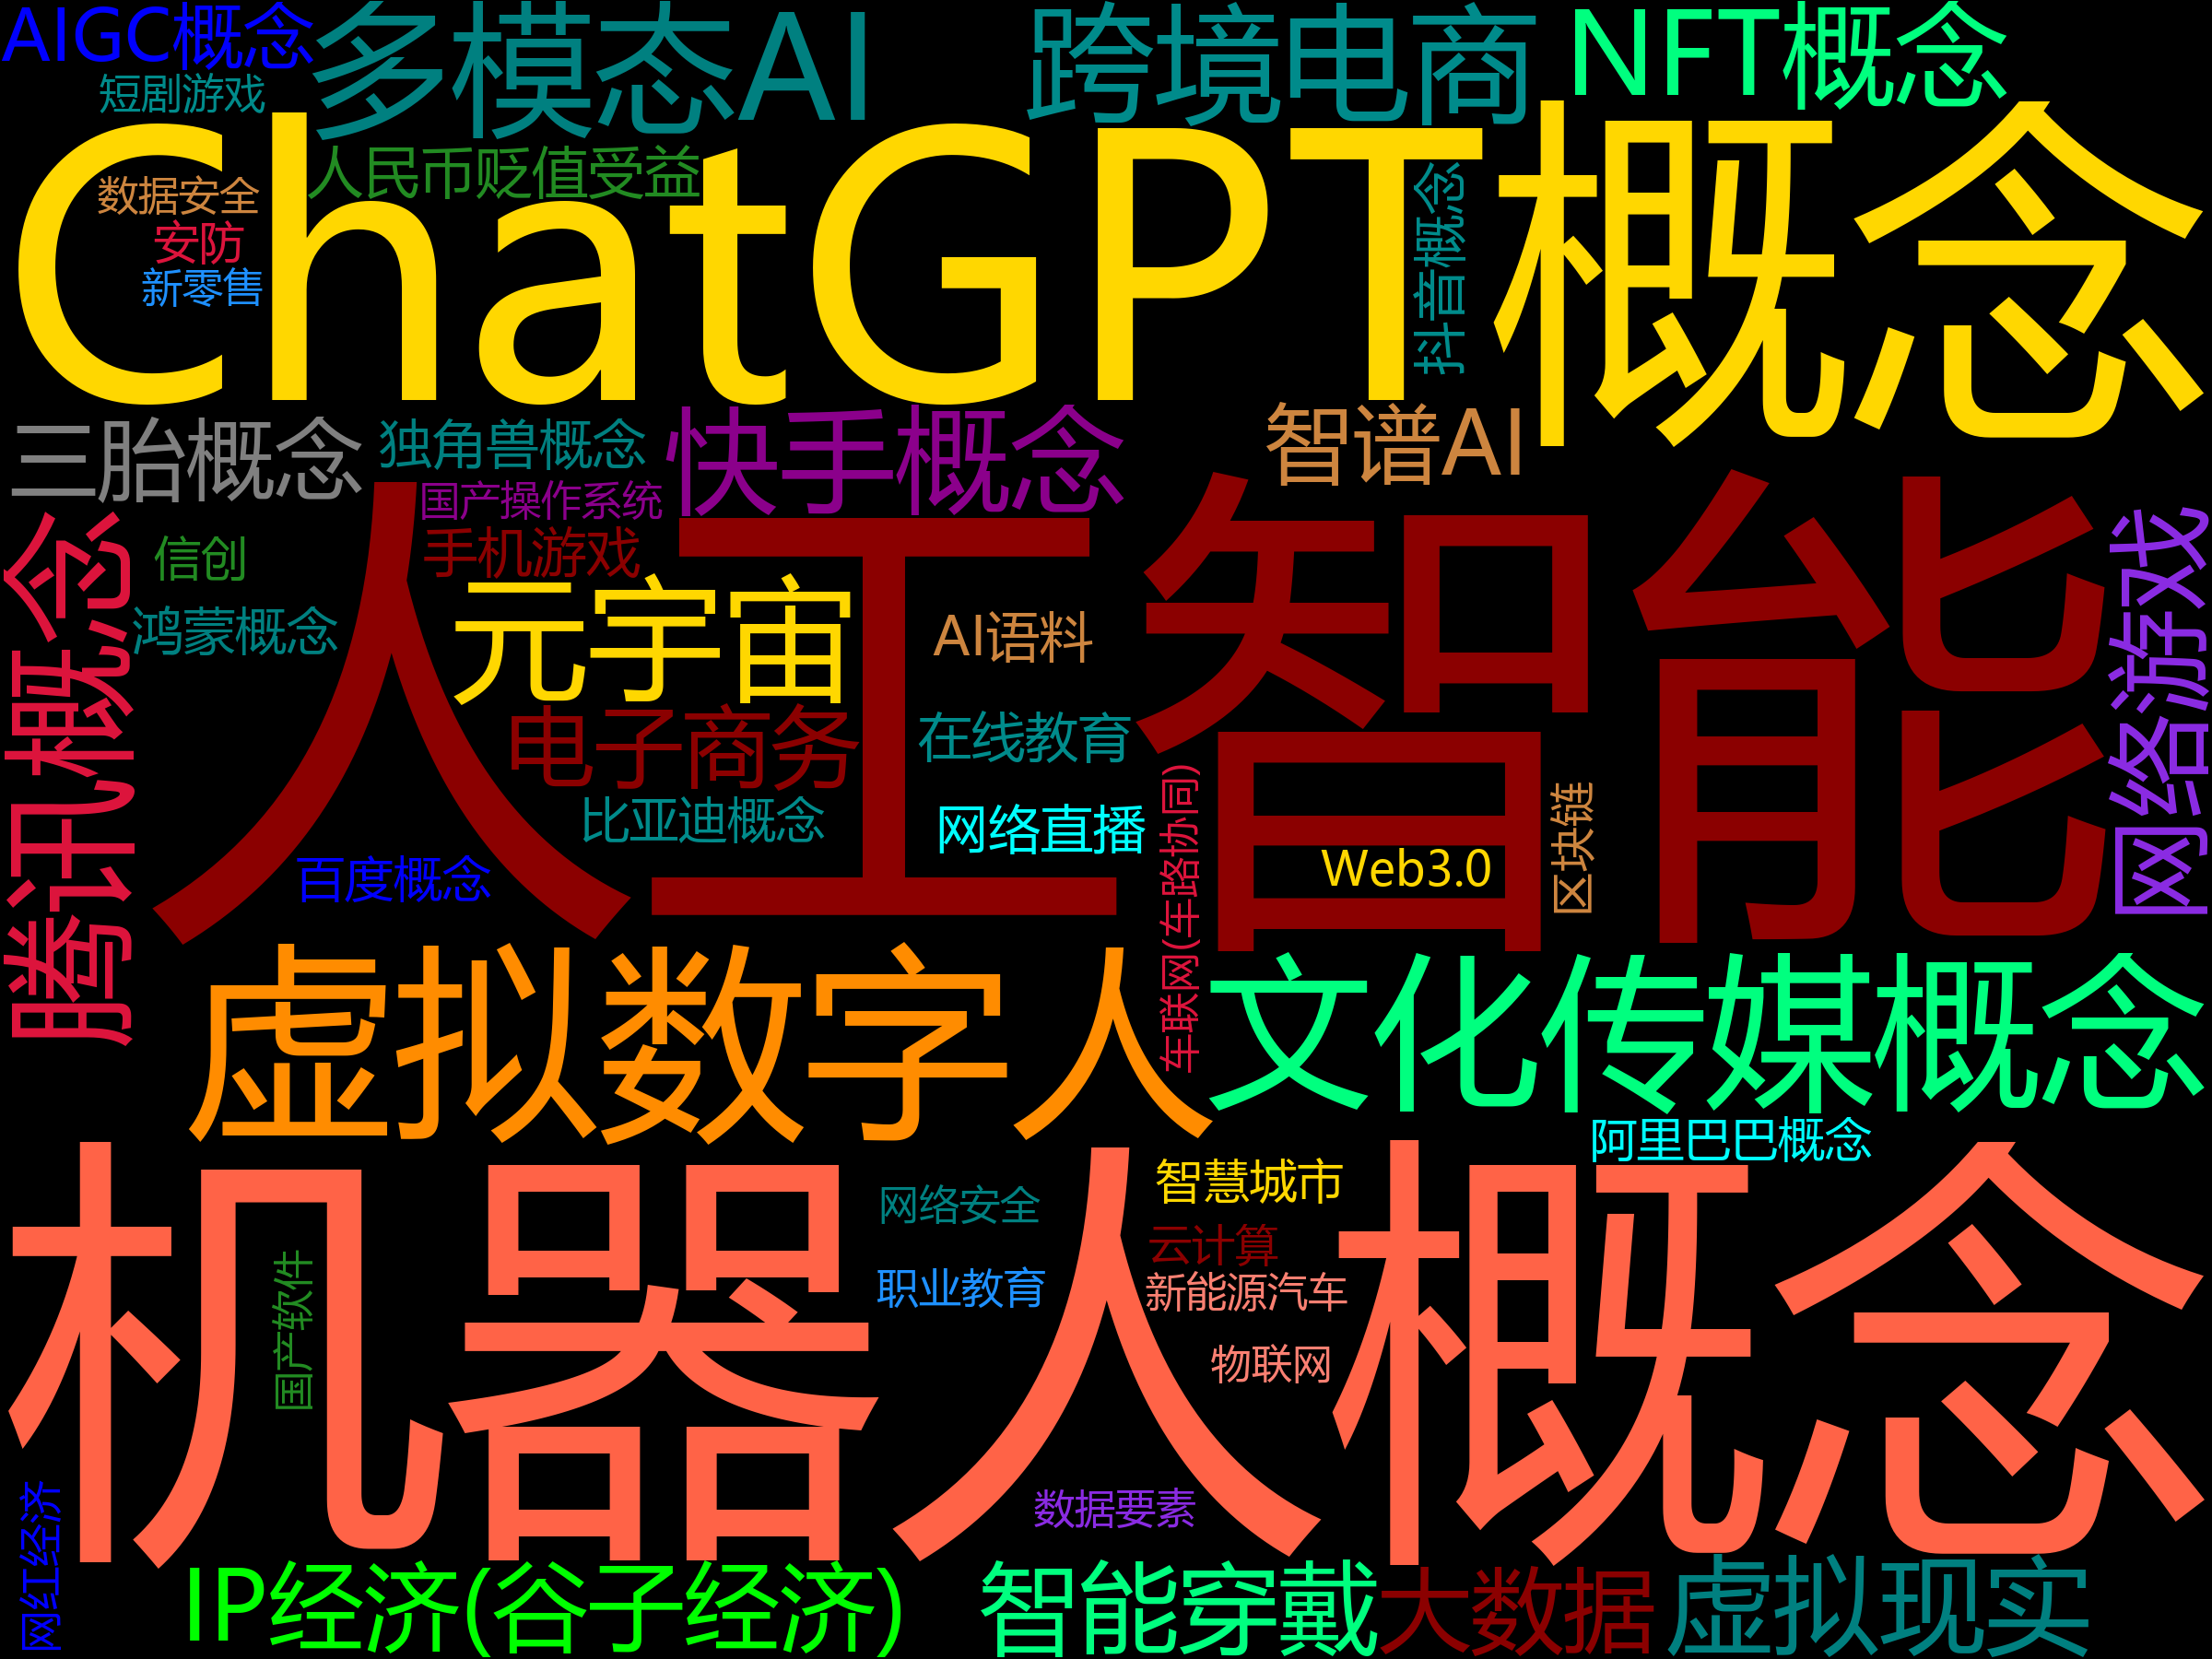 AIGC概念
多模态AI
跨境电商
NFT概念
短剧游戏
ChatGPT概念
人民币贬值受益
数据安全
安防
新零售
抖音概念
三胎概念
独角兽概念
快手概念
智谱AI
国产操作系统
手机游戏
人工智能
腾讯概念
信创
鸿蒙概念
元宇宙
AI语料
网络游戏
电子商务
在线教育
比亚迪概念
网络直播
百度概念
车联网(车路协同)
Web3.0
区块链
虚拟数字人
文化传媒概念
阿里巴巴概念
机器人概念
智慧城市
网络安全
云计算
职业教育
新能源汽车
国产软件
物联网
数据要素
网红经济
IP经济(谷子经济)
智能穿戴
大数据
虚拟现实